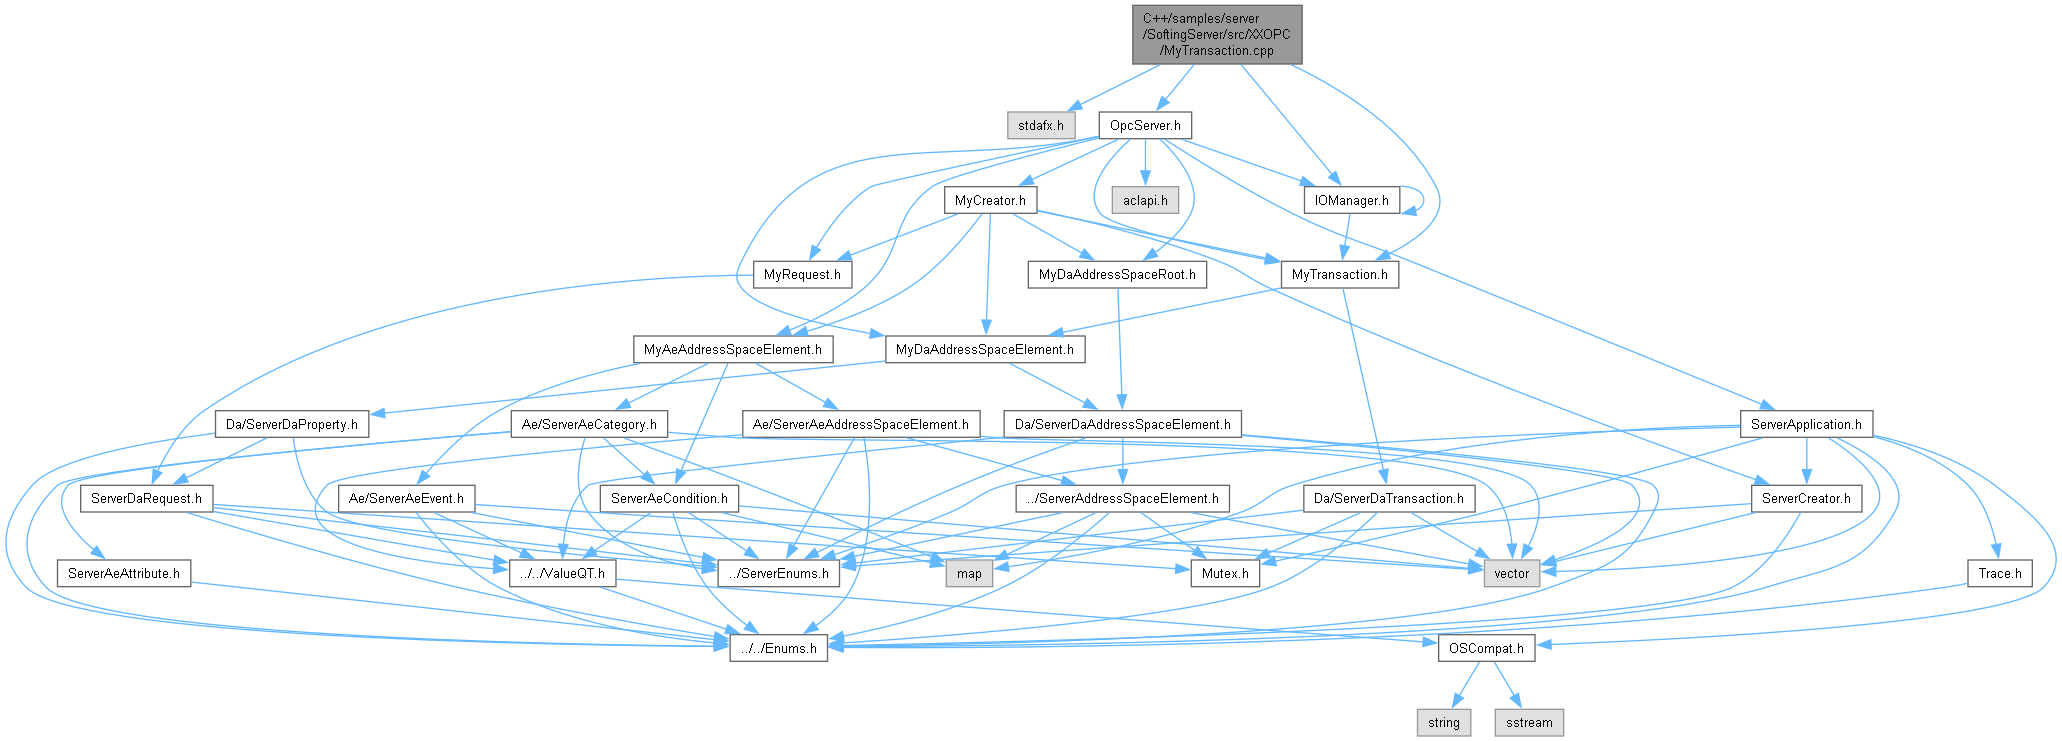 C++/samples/server
/SoftingServer/src/XXOPC
/MyTransaction.cpp
stdafx.h
OpcServer.h
MyCreator.h
aclapi.h
IOManager.h
MyRequest.h
MyDaAddressSpaceRoot.h
MyTransaction.h
MyAeAddressSpaceElement.h
MyDaAddressSpaceElement.h
Da/ServerDaProperty.h
Ae/ServerAeCategory.h
Ae/ServerAeAddressSpaceElement.h
Da/ServerDaAddressSpaceElement.h
ServerApplication.h
ServerDaRequest.h
Ae/ServerAeEvent.h
ServerAeCondition.h
../ServerAddressSpaceElement.h
Da/ServerDaTransaction.h
ServerCreator.h
ServerAeAttribute.h
../../ValueQT.h
../ServerEnums.h
map
Mutex.h
vector
Trace.h
../../Enums.h
OSCompat.h
string
sstream